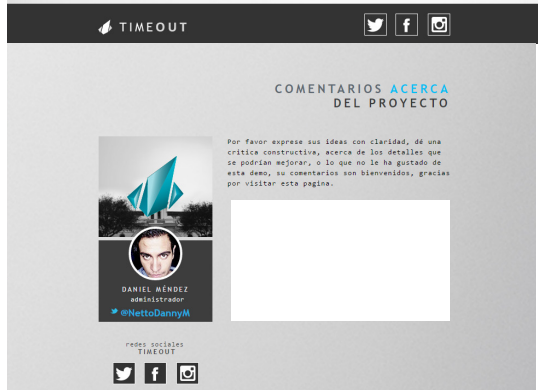 TIMEOUT
COMENTARIOS ACERCA
DEL PROYECTO
Por favor exprese sus ideas con claridad, dé una
crítica constructiva, acerca de los detalles que
se podrían mejorar, o lo que no le ha gustado de
esta demo, su comentarios son bienvenidos, gracias
por visitar esta pagina.
DANIEL MÉNDEZ
administrador
@NettoDannyM
redes sociales
TIMEOUT